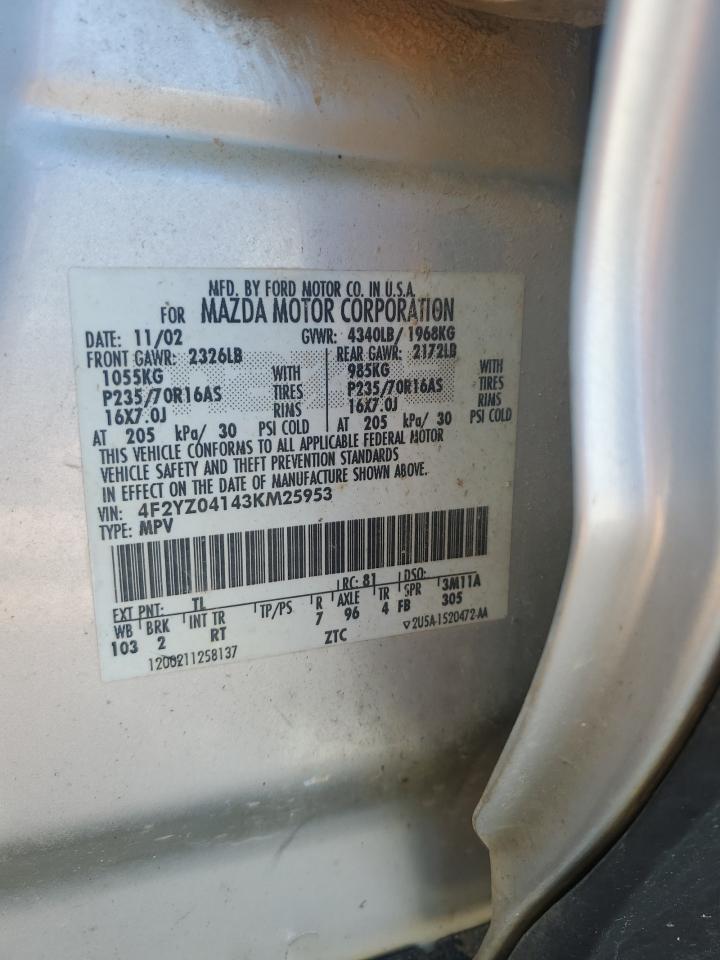 MFD. BY FORD MOTOR CO. IN U.S.A.
FOR MAZDA MOTOR CORPORATION
DATE: 11/02 GVWR: 4340LB/ 1968KG
FRONT GAWR: 2326LB REAR GAWR: 2172LB
1055KG WITH 985KG WITH
P235/70R16AS TIRES P235/70R16AS TIRES
16X7.0J RIMS 16X7.0J RIMS
AT 205 kPa/ 30 PSI COLD AT 205 kPa/ 30 PSI COLD
THIS VEHICLE CONFORMS TO ALL APPLICABLE FEDERAL MOTOR
VEHICLE SAFETY AND THEFT PREVENTION STANDARDS
IN EFFECT ON THE DATE OF MANUFACTURE SHOWN ABOVE.
VIN: 4F2YZ04143KM25953
TYPE: MPV
EXT PNT: TL RC: 81 DSO: 3M11A
WB BRK INT TR TP/PS R AXLE TR SPR
103 2 RT 7 96 4 FB 305
ZTC ▽2U5A-1520472-AA
1200211258137